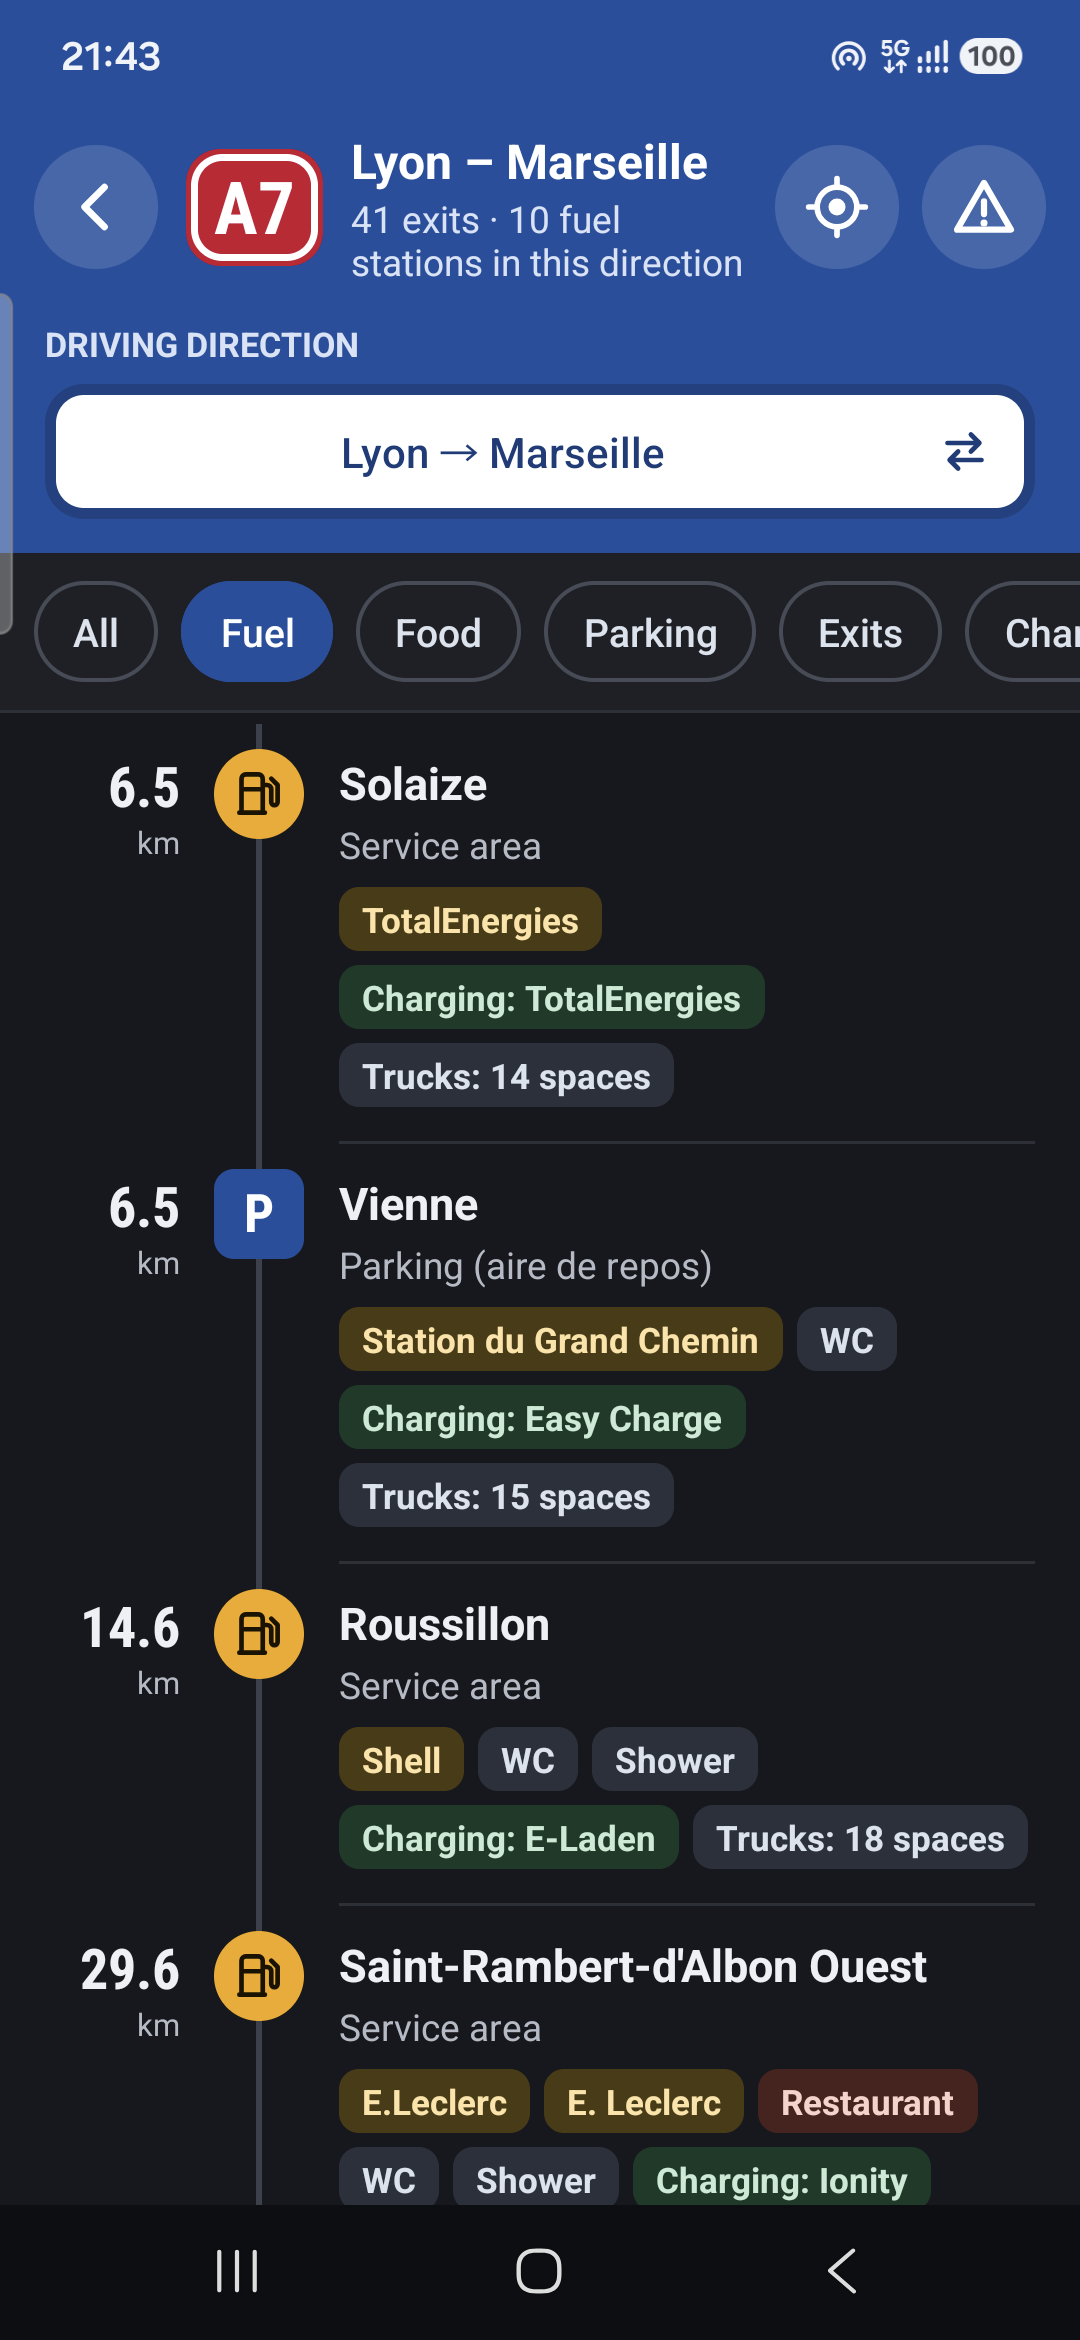 21:43
5G
100
A7
Lyon – Marseille
41 exits · 10 fuel
stations in this direction
DRIVING DIRECTION
Lyon → Marseille
All
Fuel
Food
Parking
Exits
Char
6.5
km
Solaize
Service area
TotalEnergies
Charging: TotalEnergies
Trucks: 14 spaces
6.5
km
P
Vienne
Parking (aire de repos)
Station du Grand Chemin
WC
Charging: Easy Charge
Trucks: 15 spaces
14.6
km
Roussillon
Service area
Shell
WC
Shower
Charging: E-Laden
Trucks: 18 spaces
29.6
km
Saint-Rambert-d'Albon Ouest
Service area
E.Leclerc
E. Leclerc
Restaurant
WC
Shower
Charging: Ionity